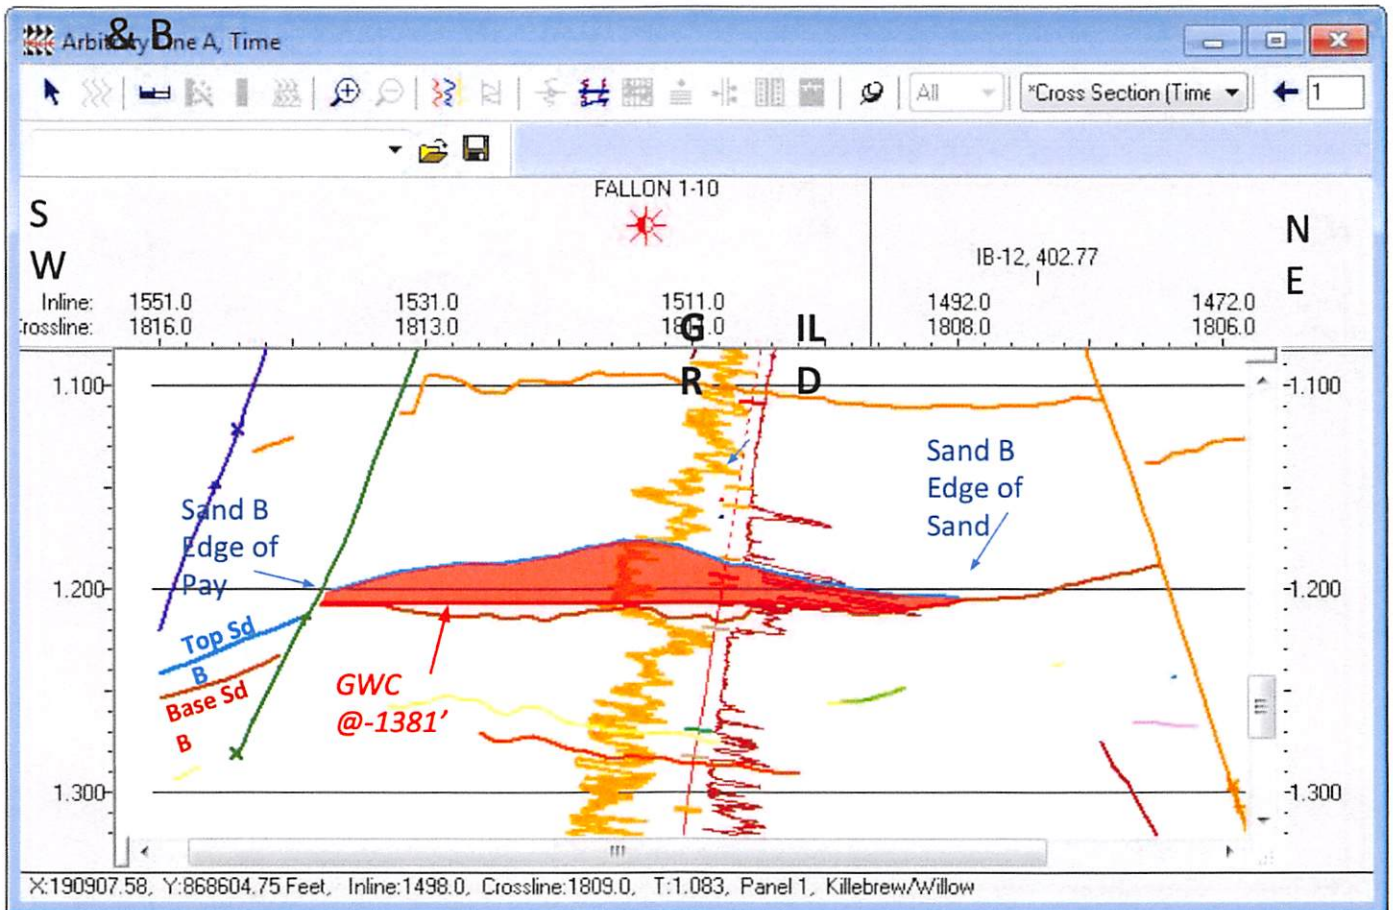 & B
Arbitrary Line A, Time
All
*Cross Section (Time
1
FALLON 1-10
S
W
N
E
IB-12, 402.77
Inline: 1551.0 1531.0 1511.0 1492.0 1472.0
rossline: 1816.0 1813.0 1808.0 1806.0
G
R
IL
D
1.100 1.100
Sand B
Edge of
Sand
Sand B
Edge of
Pay
1.200 1.200
Top Sd
B
Base Sd
B
GWC
@-1381’
1.300 1.300
X:190907.58, Y:868604.75 Feet, Inline:1498.0, Crossline:1809.0, T:1.083, Panel 1, Killebrew/Willow